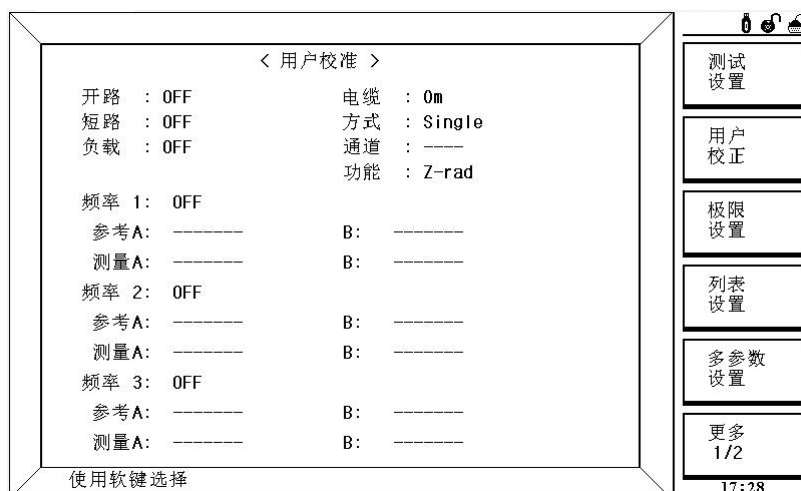 < 用户校准 >
开路 : OFF 电缆 : 0m
短路 : OFF 方式 : Single
负载 : OFF 通道 : ----
功能 : Z-rad
频率 1: OFF
参考A: ------- B: -------
测量A: ------- B: -------
频率 2: OFF
参考A: ------- B: -------
测量A: ------- B: -------
频率 3: OFF
参考A: ------- B: -------
测量A: ------- B: -------
使用软键选择
测试
设置
用户
校正
极限
设置
列表
设置
多参数
设置
更多
1/2
17:28